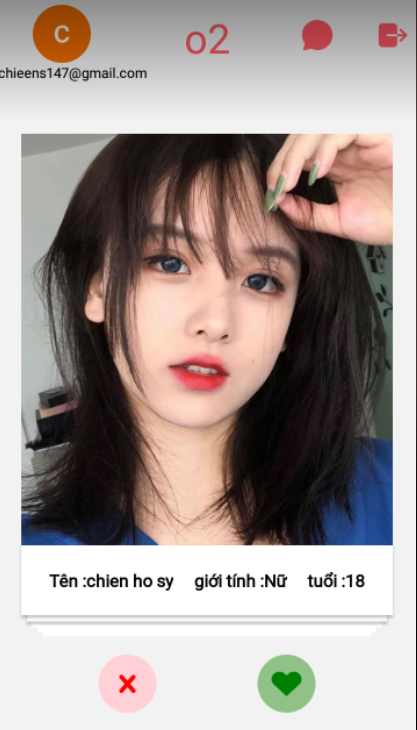 C
o2
chieens147@gmail.com
Tên :chien ho sy giới tính :Nữ tuổi :18